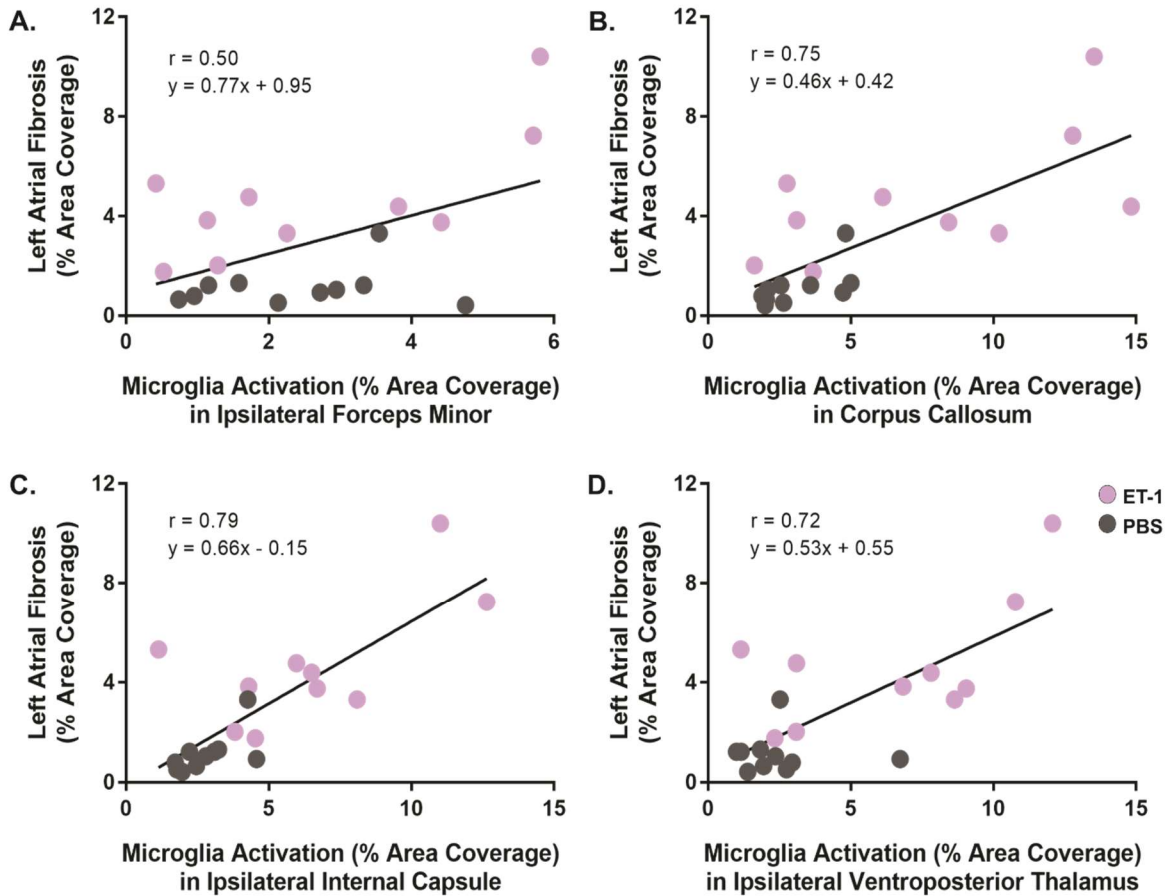 A.
12
8
4
0
Left Atrial Fibrosis
(% Area Coverage)
r = 0.50
y = 0.77x + 0.95
0 2 4 6
Microglia Activation (% Area Coverage)
in Ipsilateral Forceps Minor
B.
12
8
4
0
Left Atrial Fibrosis
(% Area Coverage)
r = 0.75
y = 0.46x + 0.42
0 5 10 15
Microglia Activation (% Area Coverage)
in Corpus Callosum
C.
12
8
4
0
Left Atrial Fibrosis
(% Area Coverage)
r = 0.79
y = 0.66x - 0.15
0 5 10 15
Microglia Activation (% Area Coverage)
in Ipsilateral Internal Capsule
D.
12
8
4
0
Left Atrial Fibrosis
(% Area Coverage)
r = 0.72
y = 0.53x + 0.55
0 5 10 15
Microglia Activation (% Area Coverage)
in Ipsilateral Ventroposterior Thalamus
ET-1
PBS